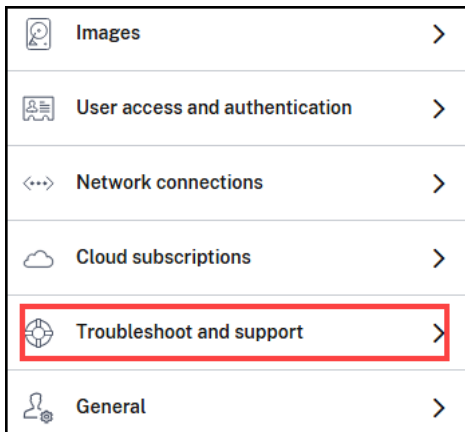 Images
User access and authentication
Network connections
Cloud subscriptions
Troubleshoot and support
General